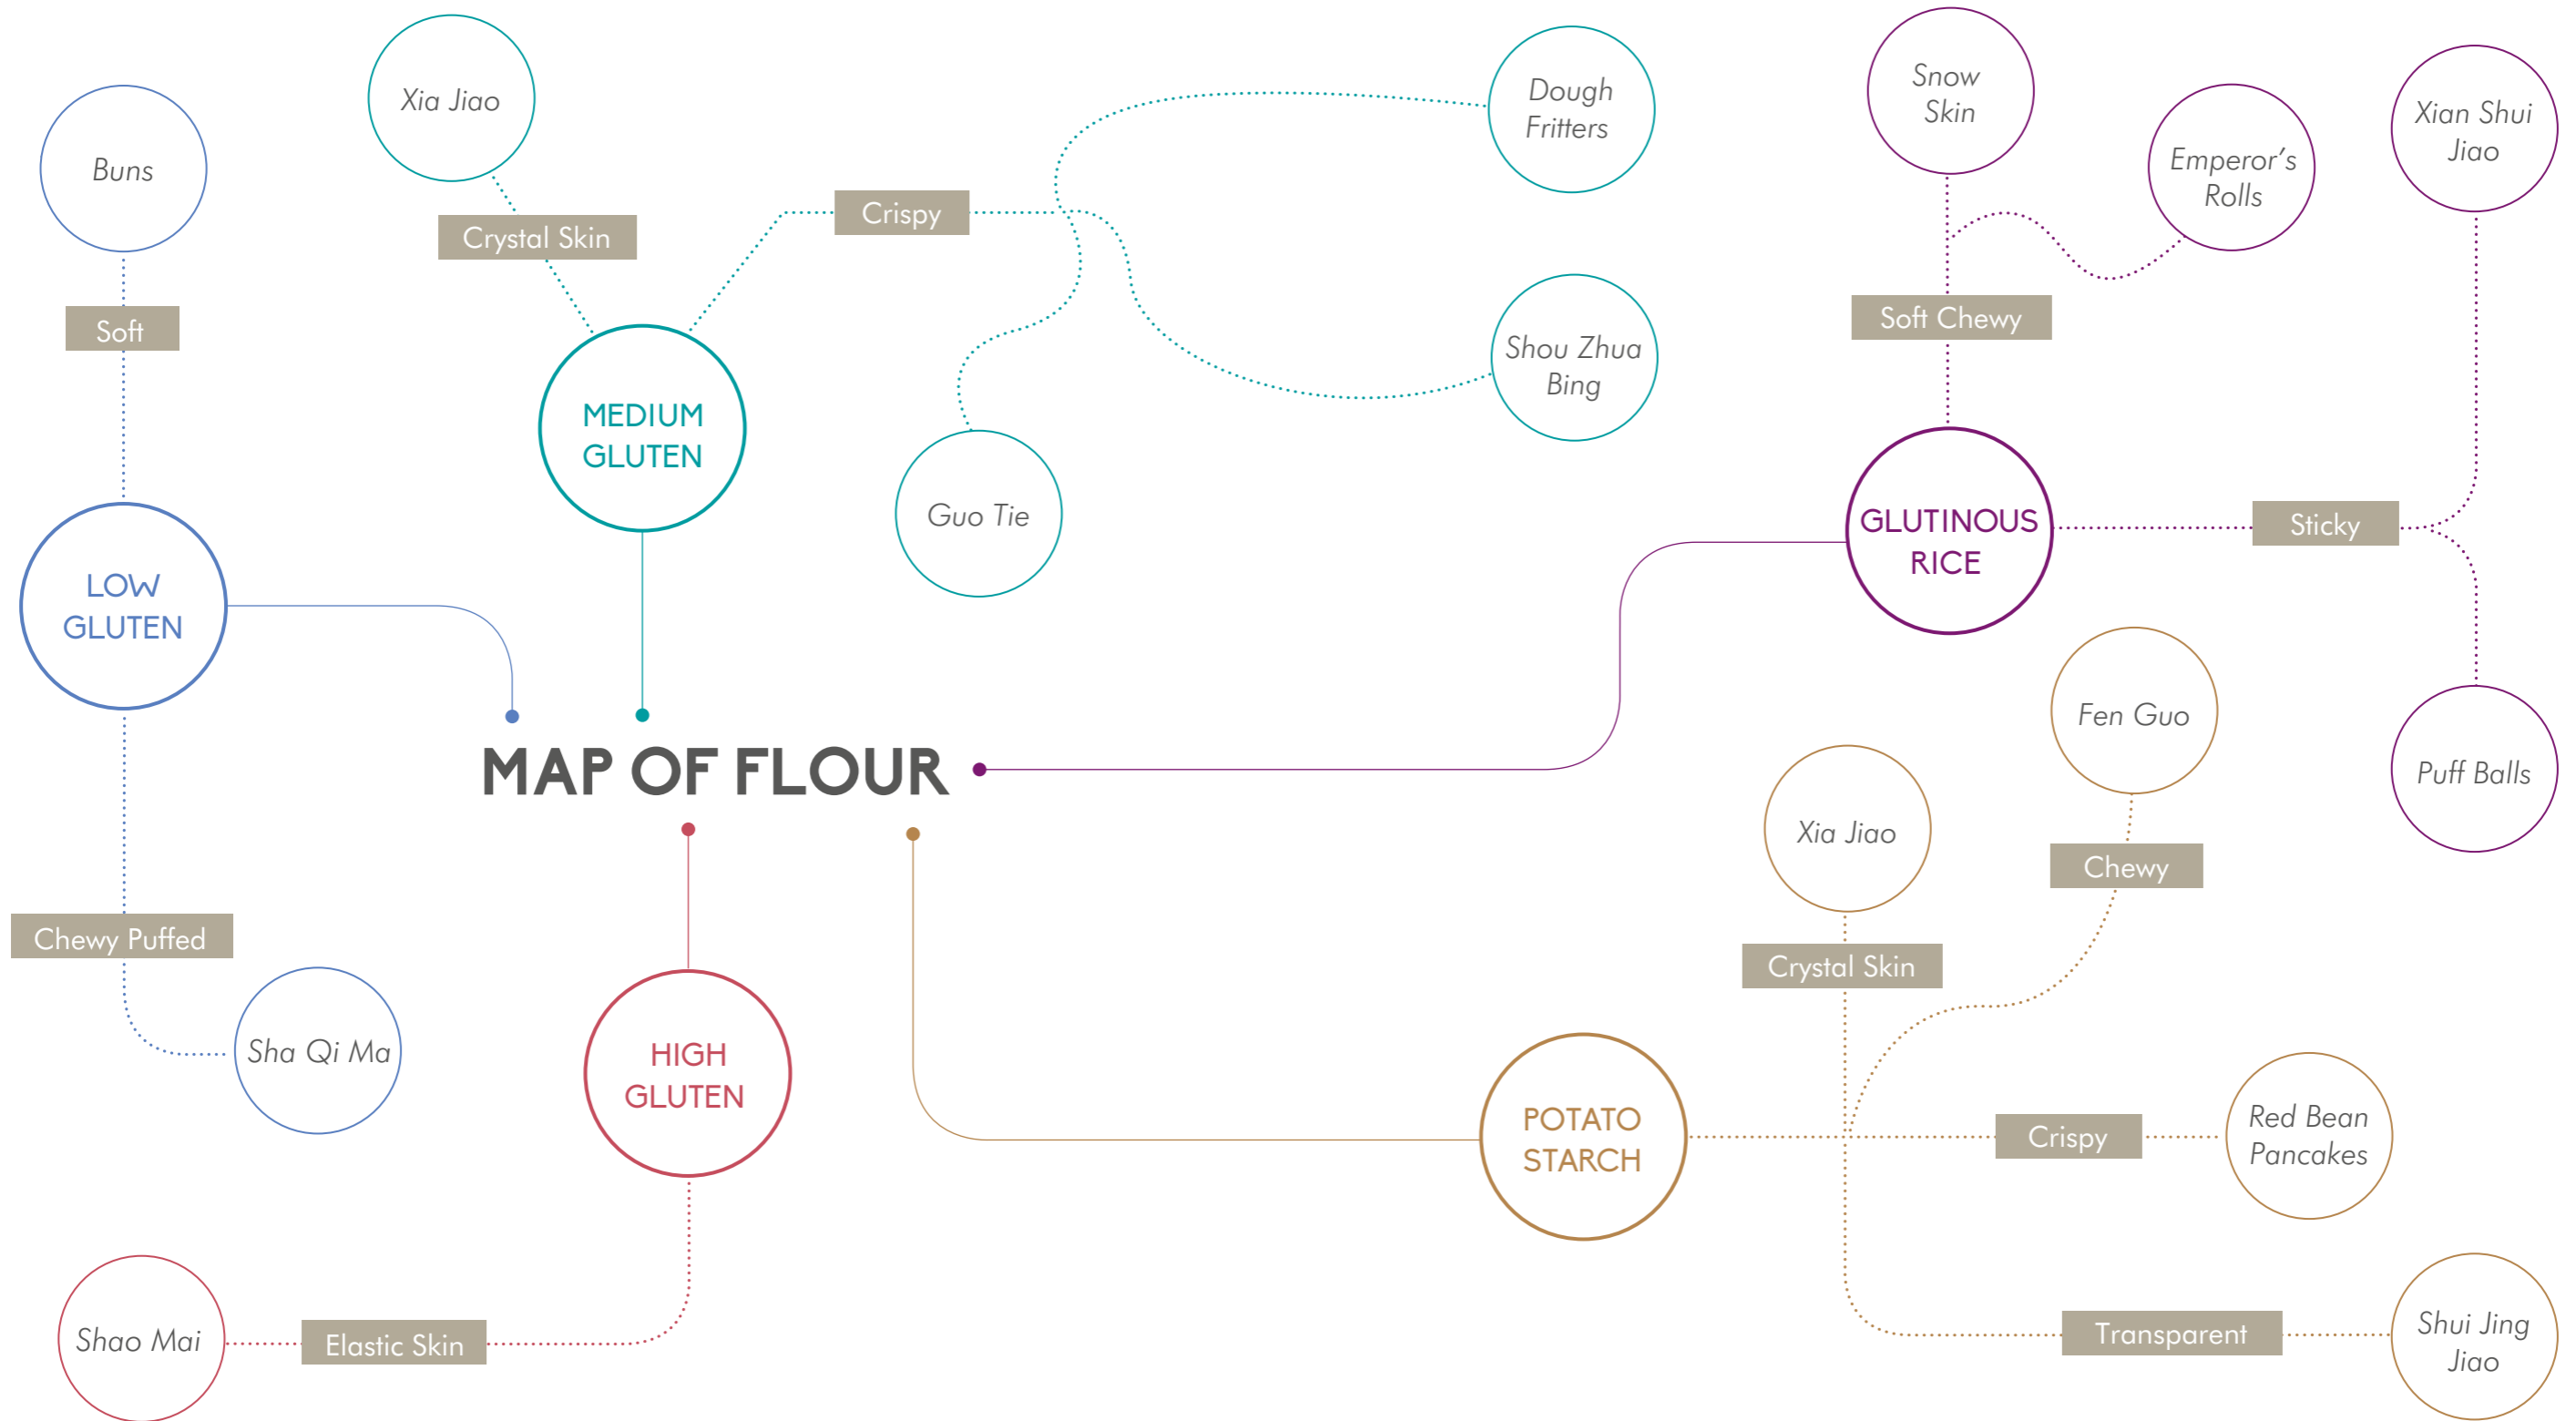 MAP OF FLOUR
LOW
GLUTEN
Soft
Buns
Chewy Puffed
Sha Qi Ma
MEDIUM
GLUTEN
Crystal Skin
Xia Jiao
Crispy
Dough
Fritters
Shou Zhua
Bing
Guo Tie
GLUTINOUS
RICE
Soft Chewy
Snow
Skin
Emperor's
Rolls
Sticky
Xian Shui
Jiao
Puff Balls
HIGH
GLUTEN
Elastic Skin
Shao Mai
POTATO
STARCH
Crystal Skin
Xia Jiao
Chewy
Fen Guo
Crispy
Red Bean
Pancakes
Transparent
Shui Jing
Jiao